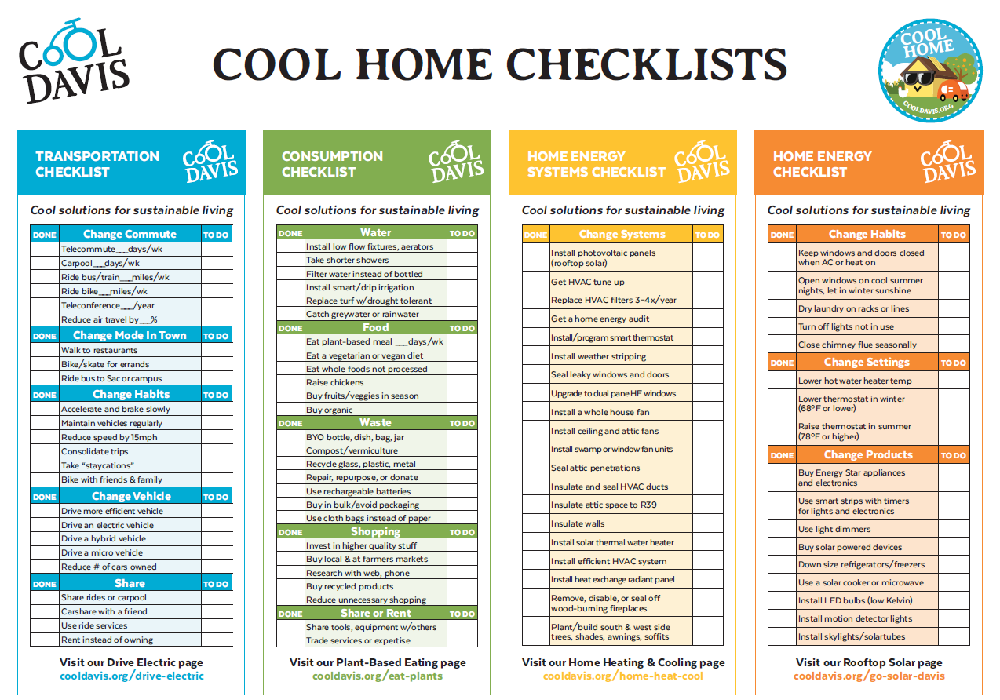 COOL
DAVIS
COOL HOME CHECKLISTS
COOL
HOME
COOLDAVIS.ORG
TRANSPORTATION
CHECKLIST
COOL
DAVIS
Cool solutions for sustainable living
DONE Change Commute TO DO
Telecommute___days/wk
Carpool___days/wk
Ride bus/train___miles/wk
Ride bike___miles/wk
Teleconference___/year
Reduce air travel by___%
DONE Change Mode In Town TO DO
Walk to restaurants
Bike/skate for errands
Ride bus to Sac or campus
DONE Change Habits TO DO
Accelerate and brake slowly
Maintain vehicles regularly
Reduce speed by 15mph
Consolidate trips
Take “staycations”
Bike with friends & family
DONE Change Vehicle TO DO
Drive more efficient vehicle
Drive an electric vehicle
Drive a hybrid vehicle
Drive a micro vehicle
Reduce # of cars owned
DONE Share TO DO
Share rides or carpool
Carshare with a friend
Use ride services
Rent instead of owning
Visit our Drive Electric page
cooldavis.org/drive-electric
CONSUMPTION
CHECKLIST
COOL
DAVIS
Cool solutions for sustainable living
DONE Water TO DO
Install low flow fixtures, aerators
Take shorter showers
Filter water instead of bottled
Install smart/drip irrigation
Replace turf w/drought tolerant
Catch greywater or rainwater
DONE Food TO DO
Eat plant-based meal ___days/wk
Eat a vegetarian or vegan diet
Eat whole foods not processed
Raise chickens
Buy fruits/veggies in season
Buy organic
DONE Waste TO DO
BYO bottle, dish, bag, jar
Compost/vermiculture
Recycle glass, plastic, metal
Repair, repurpose, or donate
Use rechargeable batteries
Buy in bulk/avoid packaging
Use cloth bags instead of paper
DONE Shopping TO DO
Invest in higher quality stuff
Buy local & at farmers markets
Research with web, phone
Buy recycled products
Reduce unnecessary shopping
DONE Share or Rent TO DO
Share tools, equipment w/others
Trade services or expertise
Visit our Plant-Based Eating page
cooldavis.org/eat-plants
HOME ENERGY
SYSTEMS CHECKLIST
COOL
DAVIS
Cool solutions for sustainable living
DONE Change Systems TO DO
Install photovoltaic panels
(rooftop solar)
Get HVAC tune up
Replace HVAC filters 3-4x/year
Get a home energy audit
Install/program smart thermostat
Install weather stripping
Seal leaky windows and doors
Upgrade to dual pane HE windows
Install a whole house fan
Install ceiling and attic fans
Install swamp or window fan units
Seal attic penetrations
Insulate and seal HVAC ducts
Insulate attic space to R39
Insulate walls
Install solar thermal water heater
Install efficient HVAC system
Install heat exchange radiant panel
Remove, disable, or seal off
wood-burning fireplaces
Plant/build south & west side
trees, shades, awnings, soffits
Visit our Home Heating & Cooling page
cooldavis.org/home-heat-cool
HOME ENERGY
CHECKLIST
COOL
DAVIS
Cool solutions for sustainable living
DONE Change Habits TO DO
Keep windows and doors closed
when AC or heat on
Open windows on cool summer
nights, let in winter sunshine
Dry laundry on racks or lines
Turn off lights not in use
Close chimney flue seasonally
DONE Change Settings TO DO
Lower hot water heater temp
Lower thermostat in winter
(68ºF or lower)
Raise thermostat in summer
(78ºF or higher)
DONE Change Products TO DO
Buy Energy Star appliances
and electronics
Use smart strips with timers
for lights and electronics
Use light dimmers
Buy solar powered devices
Down size refrigerators/freezers
Use a solar cooker or microwave
Install LED bulbs (low Kelvin)
Install motion detector lights
Install skylights/solartubes
Visit our Rooftop Solar page
cooldavis.org/go-solar-davis